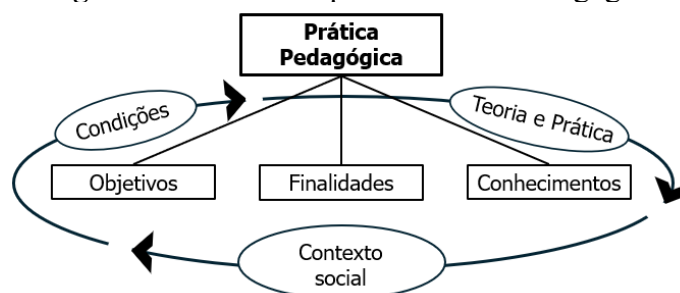 Prática
Pedagógica
Condições
Teoria e Prática
Objetivos
Finalidades
Conhecimentos
Contexto
social